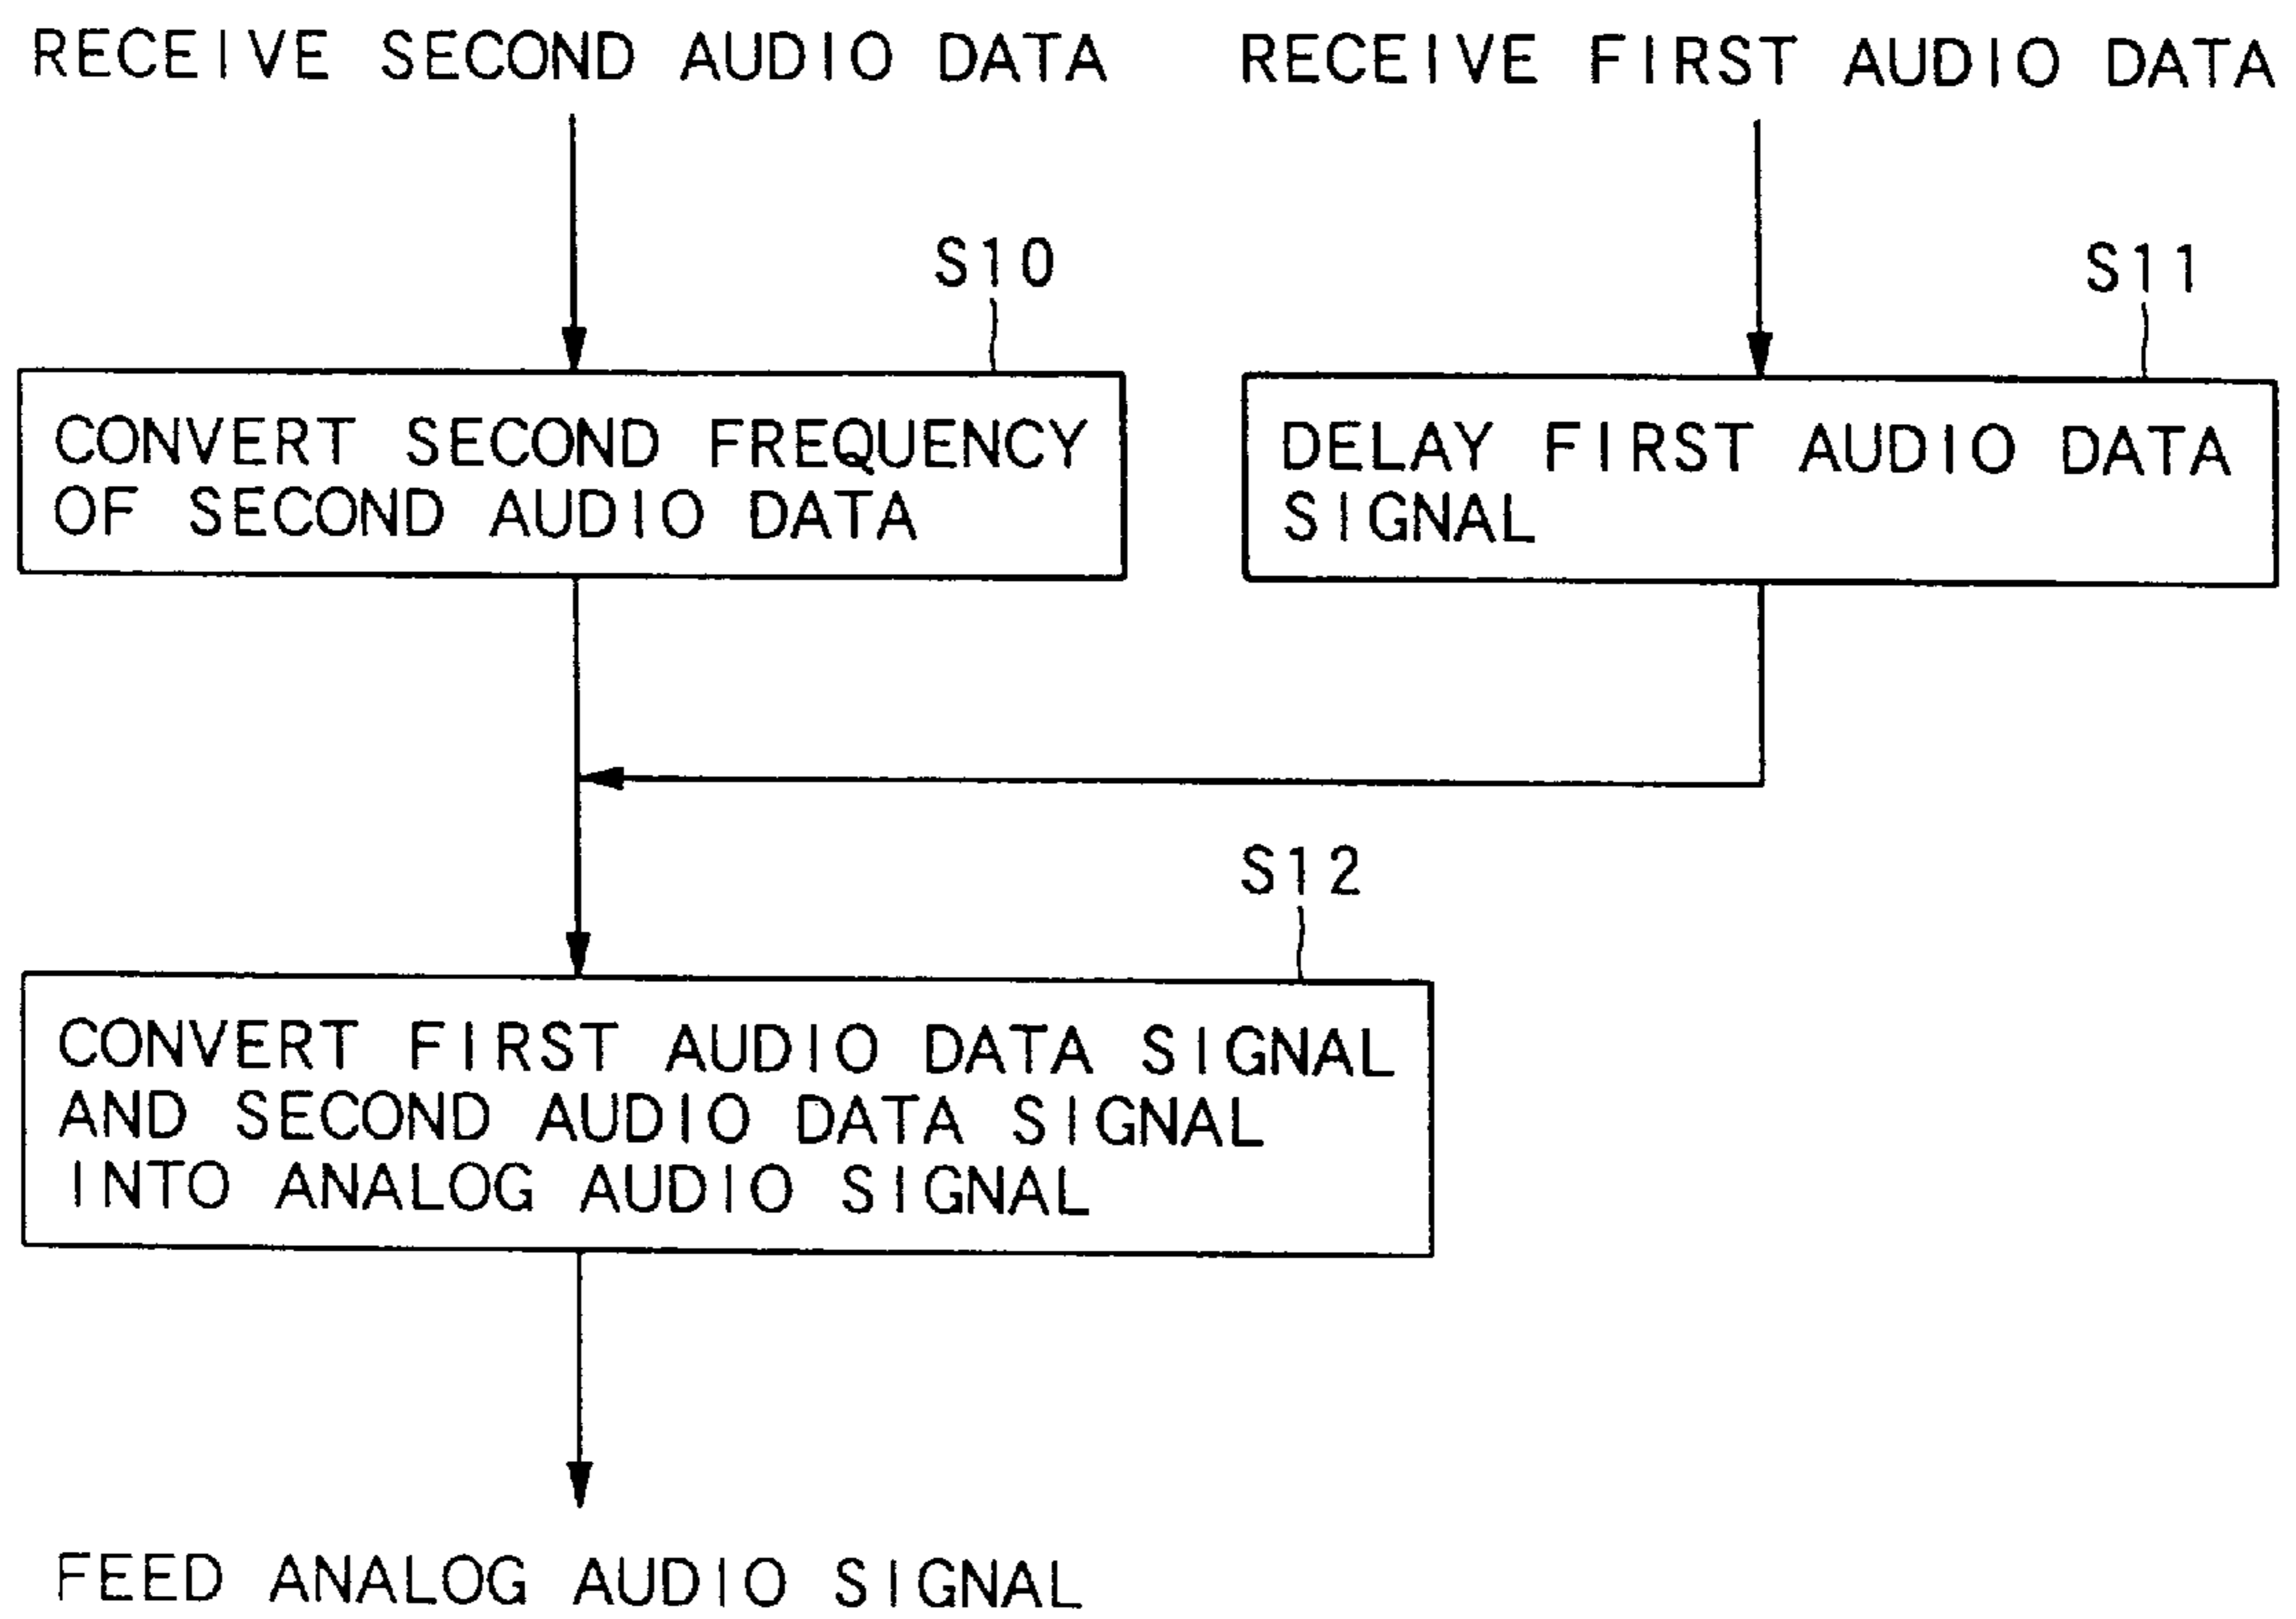 RECEIVE SECOND AUDIO DATA
RECEIVE FIRST AUDIO DATA
S10
S11
CONVERT SECOND FREQUENCY
OF SECOND AUDIO DATA
DELAY FIRST AUDIO DATA
SIGNAL
S12
CONVERT FIRST AUDIO DATA SIGNAL
AND SECOND AUDIO DATA SIGNAL
INTO ANALOG AUDIO SIGNAL
FEED ANALOG AUDIO SIGNAL